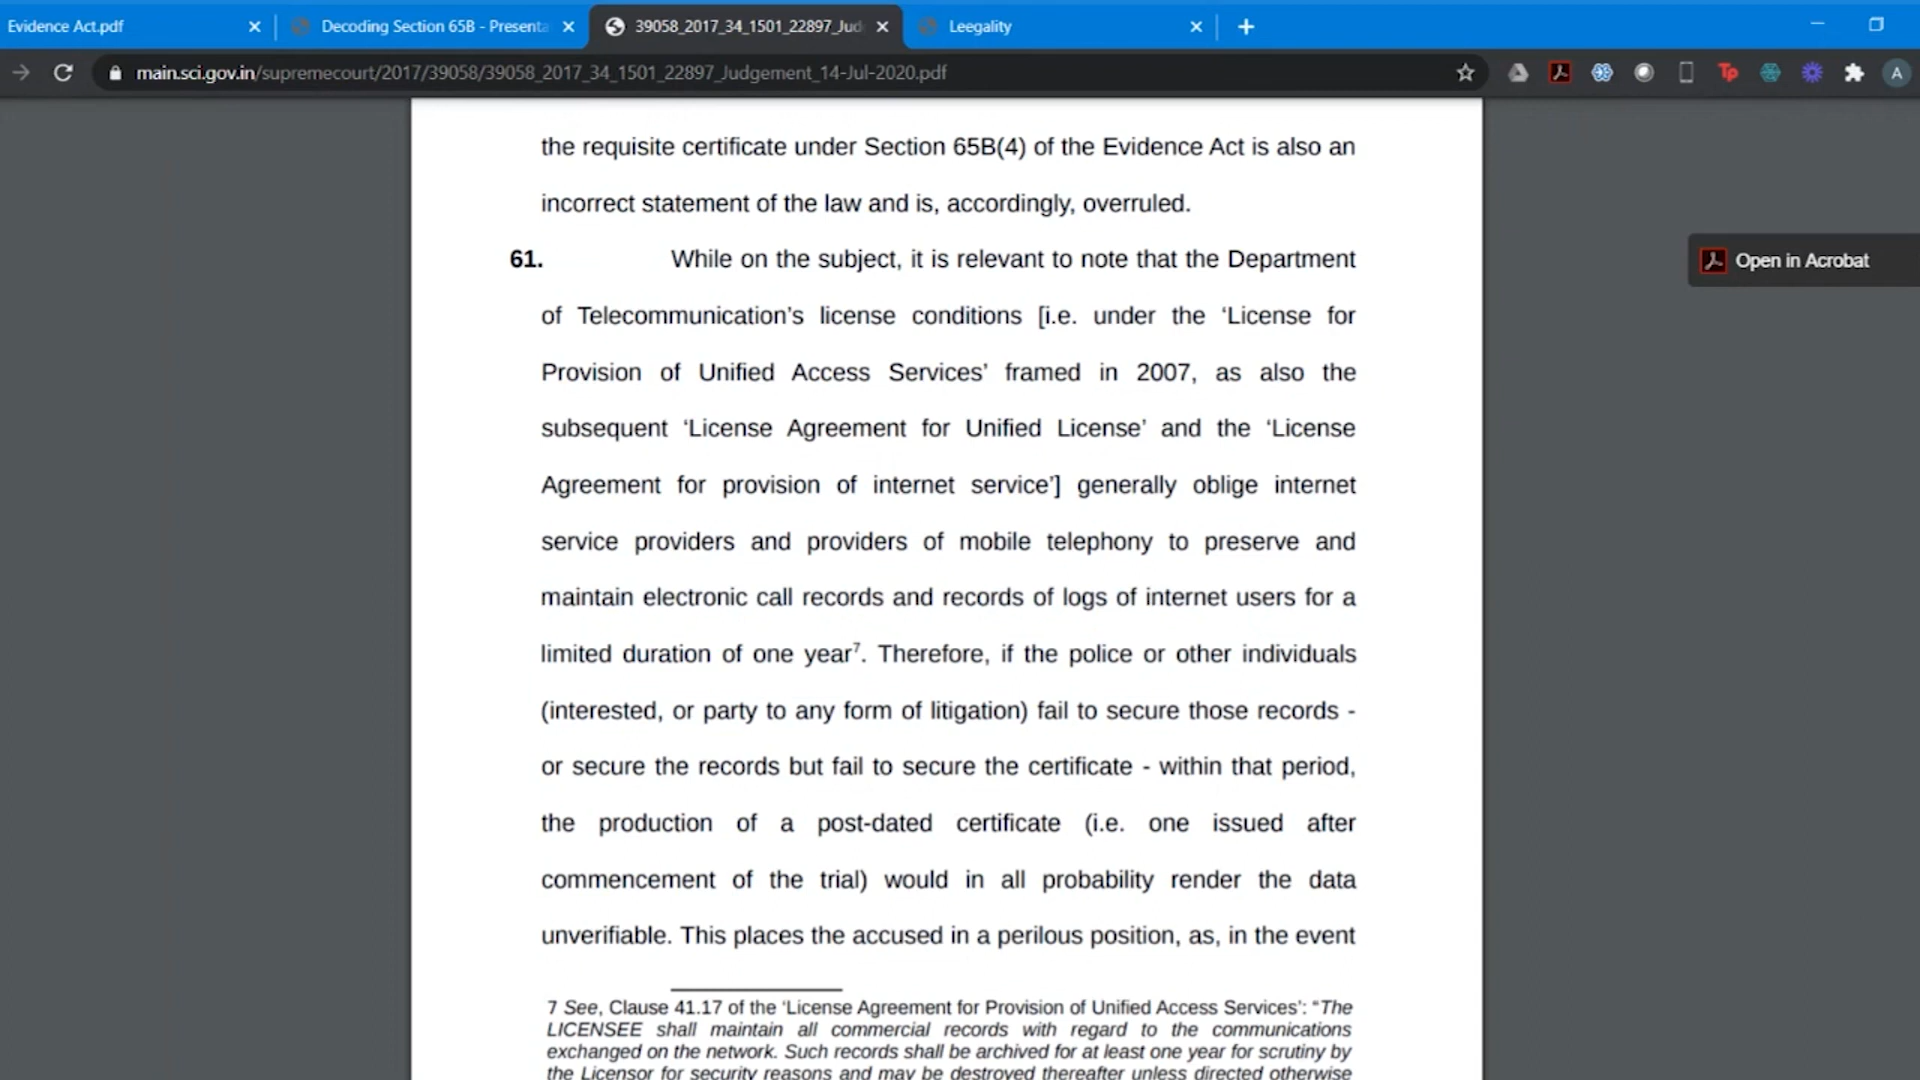 Evidence Act.pdf
Decoding Section 65B - Presenta
39058_2017_34_1501_22897_Jud
Leegality
main.sci.gov.in/supremecourt/2017/39058/39058_2017_34_1501_22897_Judgement_14-Jul-2020.pdf
Tp
A
the requisite certificate under Section 65B(4) of the Evidence Act is also an
incorrect statement of the law and is, accordingly, overruled.
Open in Acrobat
61. While on the subject, it is relevant to note that the Department
of Telecommunication’s license conditions [i.e. under the ‘License for
Provision of Unified Access Services’ framed in 2007, as also the
subsequent ‘License Agreement for Unified License’ and the ‘License
Agreement for provision of internet service’] generally oblige internet
service providers and providers of mobile telephony to preserve and
maintain electronic call records and records of logs of internet users for a
limited duration of one year7. Therefore, if the police or other individuals
(interested, or party to any form of litigation) fail to secure those records -
or secure the records but fail to secure the certificate - within that period,
the production of a post-dated certificate (i.e. one issued after
commencement of the trial) would in all probability render the data
unverifiable. This places the accused in a perilous position, as, in the event
7 See, Clause 41.17 of the ‘License Agreement for Provision of Unified Access Services’: “The
LICENSEE shall maintain all commercial records with regard to the communications
exchanged on the network. Such records shall be archived for at least one year for scrutiny by
the Licensor for security reasons and may be destroyed thereafter unless directed otherwise